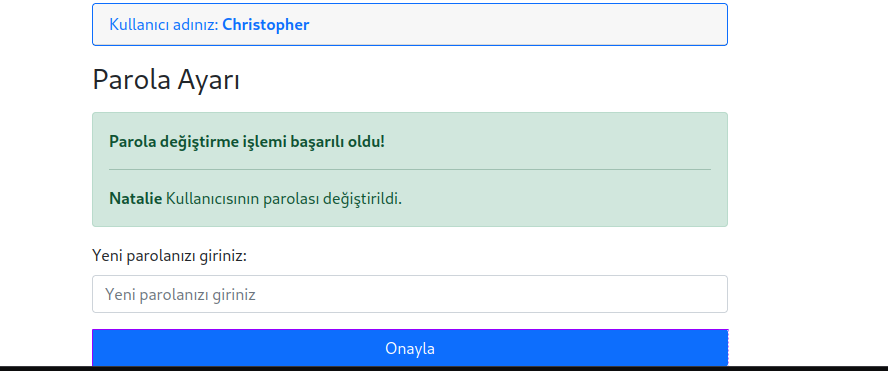 Kullanıcı adınız: Christopher
Parola Ayarı
Parola değiştirme işlemi başarılı oldu!
Natalie Kullanıcısının parolası değiştirildi.
Yeni parolanızı giriniz:
Yeni parolanızı giriniz
Onayla